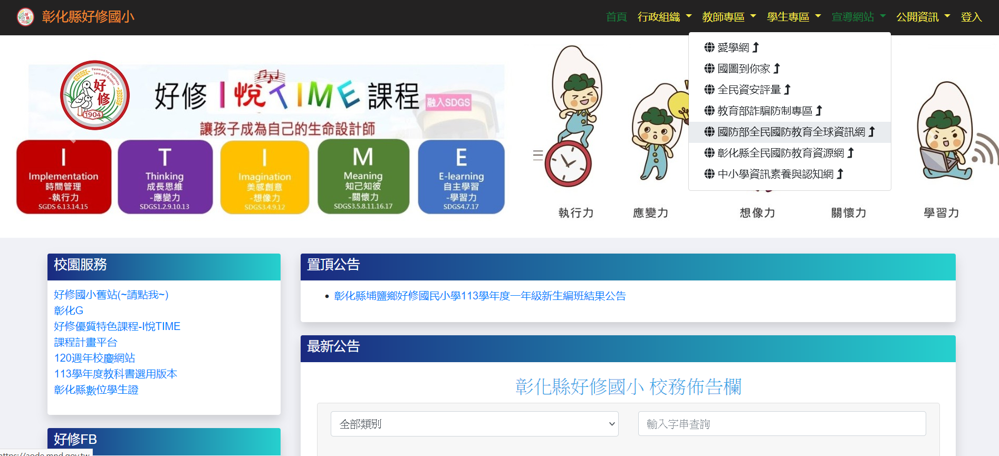 彰化縣好修國小
首頁 行政組織 教師專區 學生專區 宣導網站 公開資訊 登入
愛學網
國圖到你家
全民資安評量
教育部詐騙防制專區
國防部全民國防教育全球資訊網
彰化縣全民國防教育資源網
中小學資訊素養與認知網
Password for Happiness
Love and Respect
好修
1904
好修I悅TIME課程
融入SDGS
讓孩子成為自己的生命設計師
I
Implementation
時間管理
-執行力
SGDS 6.13.14.15
T
Thinking
成長思維
-應變力
SDGS1.2.9.10.13
I
Imagination
美感創意
-想像力
SDGS3.4.9.12
M
Meaning
知己知彼
-關懷力
SDGS3.5.8.11.16.17
E
E-learning
自主學習
-學習力
SDGS4.7.17
執行力 應變力 想像力 關懷力 學習力
校園服務
好修國小舊站(~請點我~)
彰化G
好修優質特色課程-I悅TIME
課程計畫平台
120週年校慶網站
113學年度教科書選用版本
彰化縣數位學生證
好修FB
置頂公告
彰化縣埔鹽鄉好修國民小學113學年度一年級新生編班結果公告
最新公告
彰化縣好修國小 校務佈告欄
全部類別
輸入字串查詢
https://aode.mnd.gov.tw